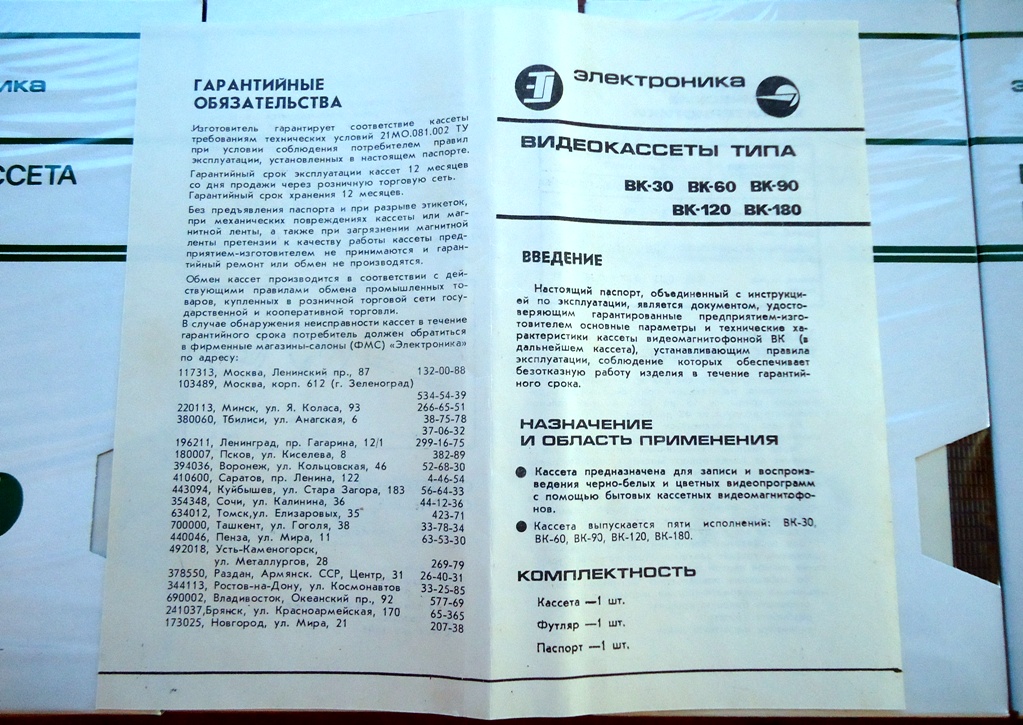 ика
ССЕТА
ГАРАНТИЙНЫЕ
ОБЯЗАТЕЛЬСТВА
Изготовитель гарантирует соответствие кассеты
требованиям технических условий 21МО.081.002 ТУ
при условии соблюдения потребителем правил
эксплуатации, установленных в настоящем паспорте.
Гарантийный срок эксплуатации кассет 12 месяцев
со дня продажи через розничную торговую сеть.
Гарантийный срок хранения 12 месяцев.
Без предъявления паспорта и при разрыве этикеток,
при механических повреждениях кассеты или маг-
нитной ленты, а также при загрязнении магнитной
ленты претензии к качеству работы кассеты пред-
приятием-изготовителем не принимаются и гаран-
тийный ремонт или обмен не производятся.
Обмен кассет производится в соответствии с дей-
ствующими правилами обмена промышленных то-
варов, купленных в розничной торговой сети госу-
дарственной и кооперативной торговли.
В случае обнаружения неисправности кассет в течение
гарантийного срока потребитель должен обратиться
в фирменные магазины-салоны (ФМС) «Электроника»
по адресу:
117313, Москва, Ленинский пр., 87 132-00-88
103489, Москва, корп. 612 (г. Зеленоград)
534-54-39
220113, Минск, ул. Я. Коласа, 93 266-65-51
380060, Тбилиси, ул. Анагская, 6 38-75-78
37-06-32
196211, Ленинград, пр. Гагарина, 12/1 299-16-75
180007, Псков, ул. Киселева, 8 382-89
394036, Воронеж, ул. Кольцовская, 46 52-68-30
410600, Саратов, пр. Ленина, 122 4-46-54
443094, Куйбышев, ул. Стара Загора, 183 56-64-33
354348, Сочи, ул. Калинина, 36 44-12-36
634012, Томск,ул. Елизаровых, 35 423-71
700000, Ташкент, ул. Гоголя, 38 33-78-34
440046, Пенза, ул. Мира, 11 63-53-30
492018, Усть-Каменогорск,
ул. Металлургов, 28 269-79
378550, Раздан, Армянск. ССР, Центр, 31 26-40-31
344113, Ростов-на-Дону, ул. Космонавтов 33-25-85
690002, Владивосток, Океанский пр., 92 577-69
241037,Брянск, ул. Красноармейская, 170 65-365
173025, Новгород, ул. Мира, 21 207-38
электроника
ВИДЕОКАССЕТЫ ТИПА
ВК-30 ВК-60 ВК-90
ВК-120 ВК-180
ВВЕДЕНИЕ
Настоящий паспорт, объединенный с инструкци-
ей по эксплуатации, является документом, удосто-
веряющим гарантированные предприятием-изго-
товителем основные параметры и технические ха-
рактеристики кассеты видеомагнитофонной ВК (в
дальнейшем кассета), устанавливающим правила
эксплуатации, соблюдение которых обеспечивает
безотказную работу изделия в течение гарантий-
ного срока.
НАЗНАЧЕНИЕ
И ОБЛАСТЬ ПРИМЕНЕНИЯ
● Кассета предназначена для записи и воспроиз-
ведения черно-белых и цветных видеопрограмм
с помощью бытовых кассетных видеомагнитофо-
нов.
● Кассета выпускается пяти исполнений: ВК-30,
ВК-60, ВК-90, ВК-120, ВК-180.
КОМПЛЕКТНОСТЬ
Кассета —1 шт.
Футляр —1 шт.
Паспорт —1 шт.